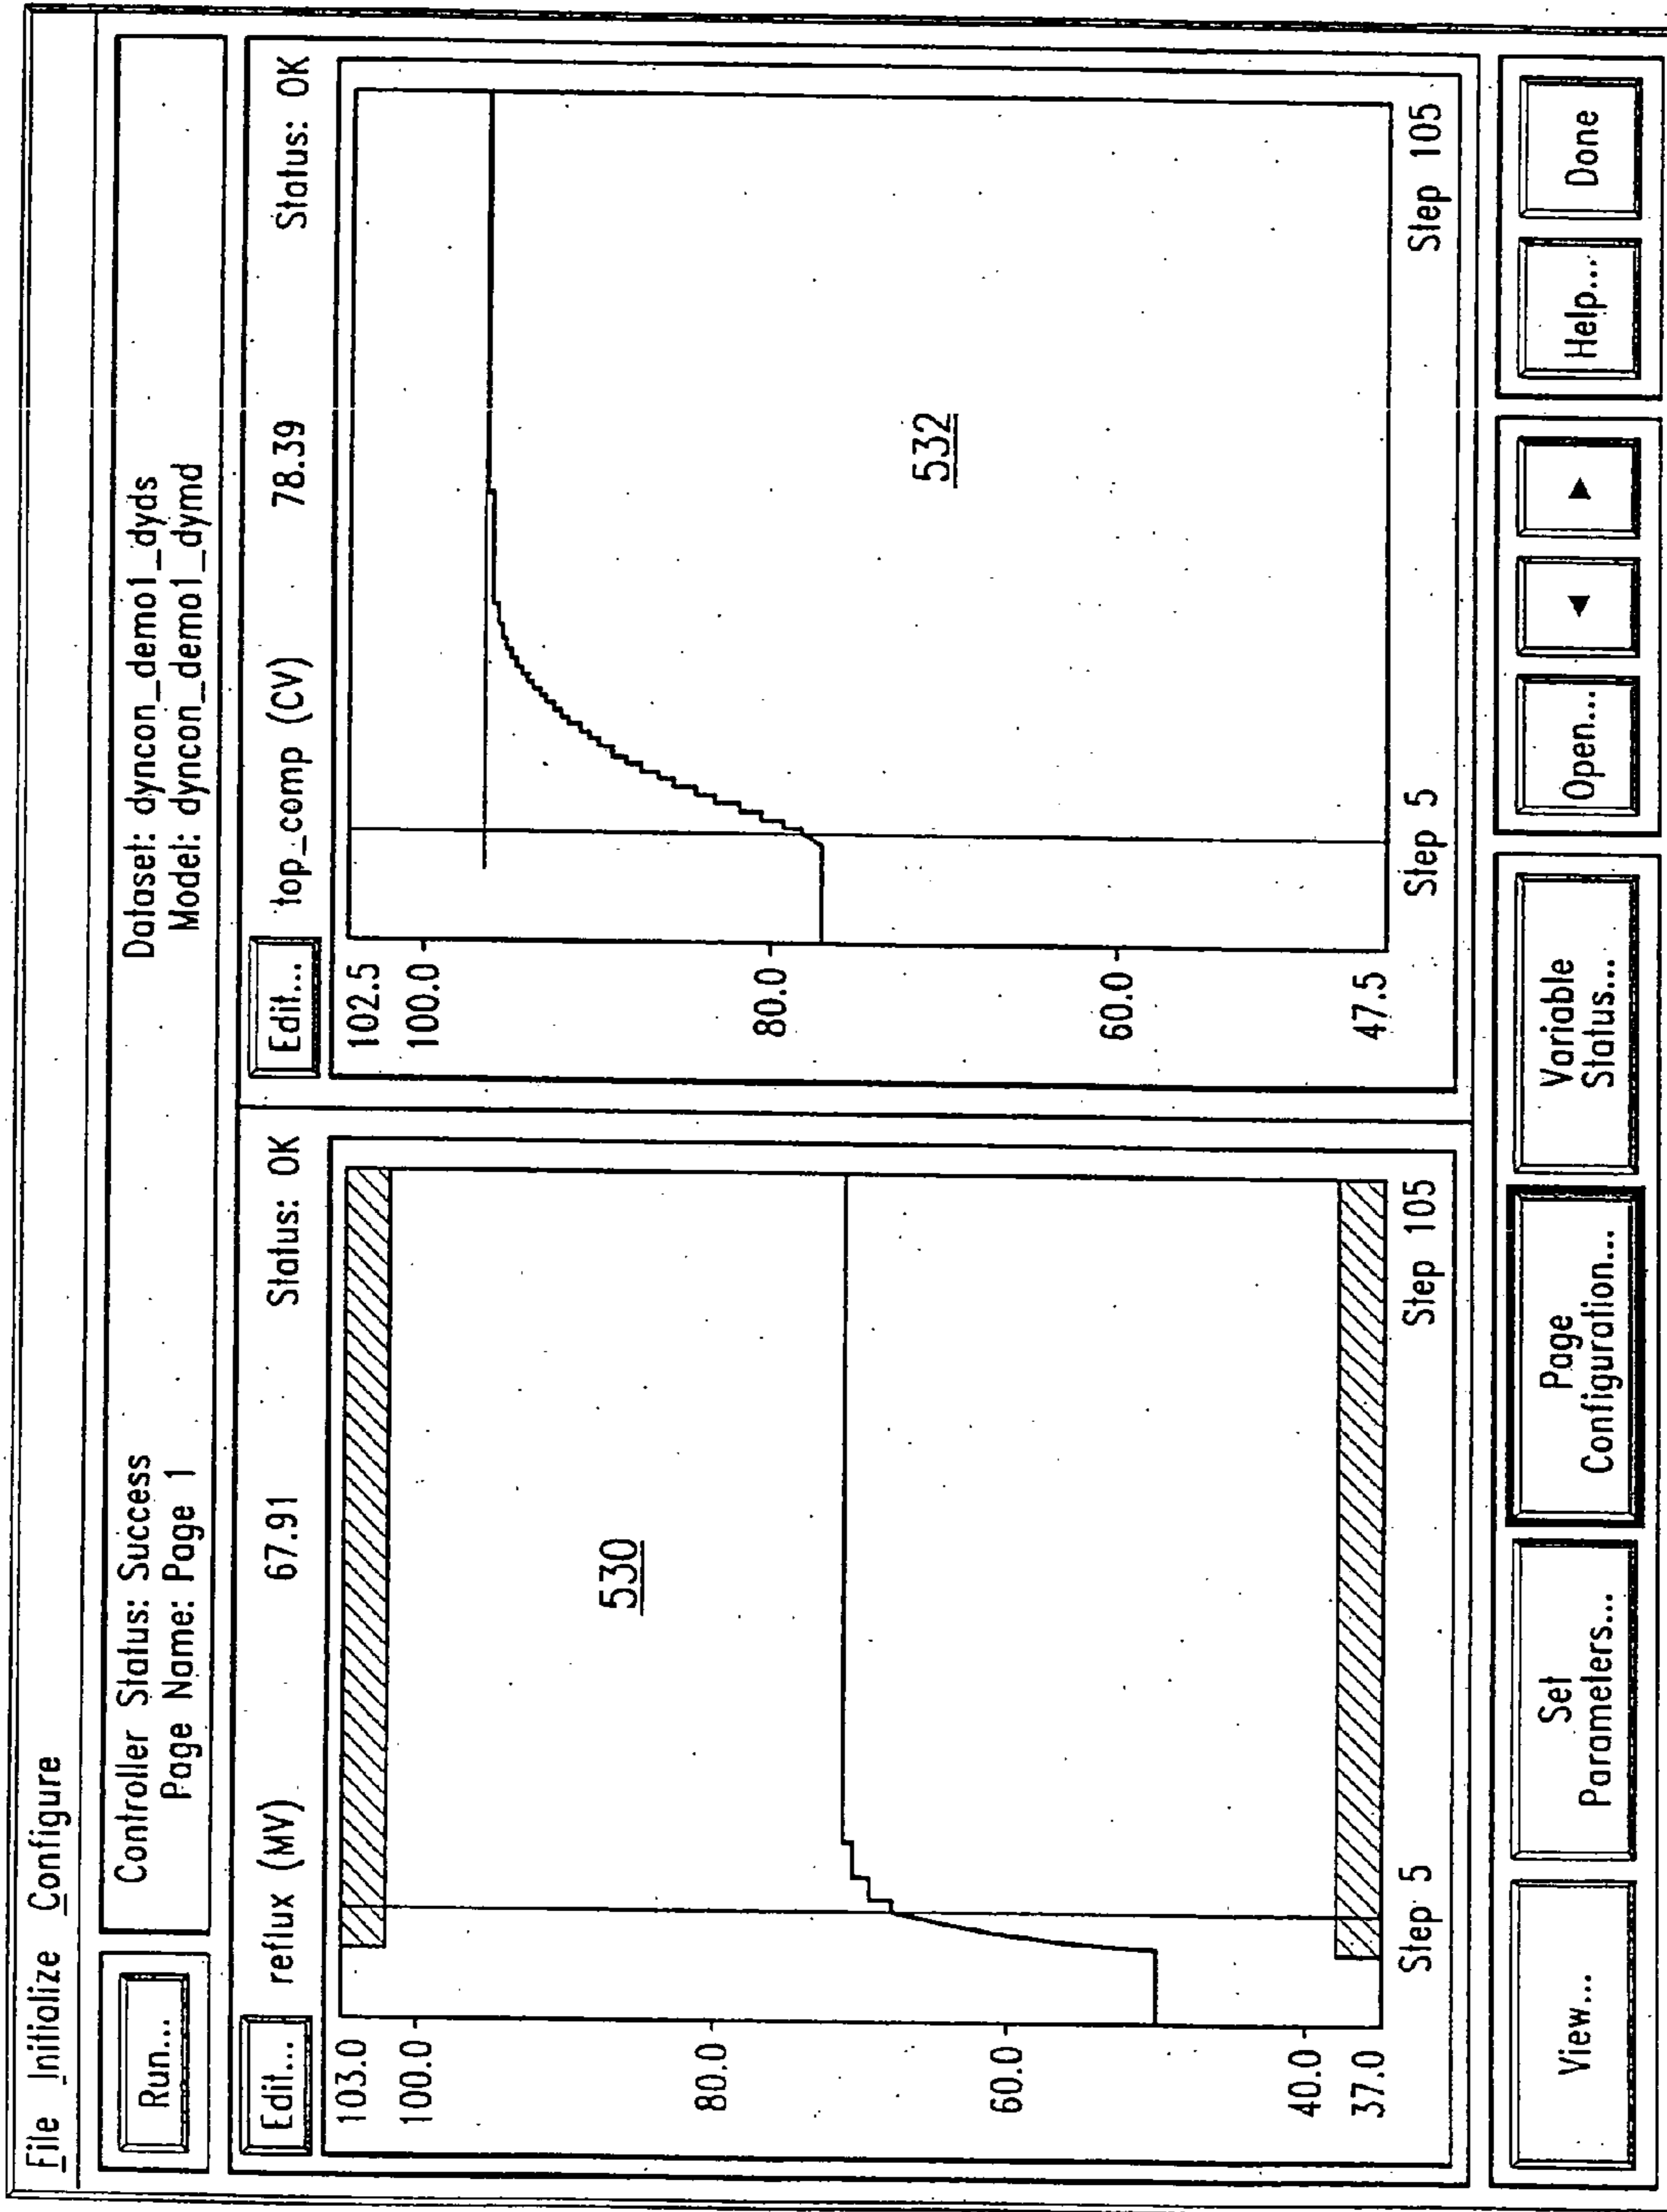 File Initialize Configure
Run...
Controller Status: Success
Page Name: Page 1
Dataset: dyncon_demo1_dyds
Model: dyncon_demo1_dymd
Edit... reflux (MV) 67.91 Status: OK
103.0
100.0
80.0
60.0
40.0
37.0
530
Step 5 Step 105
Edit... top_comp (CV) 78.39 Status: OK
102.5
100.0
80.0
60.0
47.5
532
Step 5 Step 105
View...
Set
Parameters...
Page
Configuration...
Variable
Status...
Open...
Help...
Done